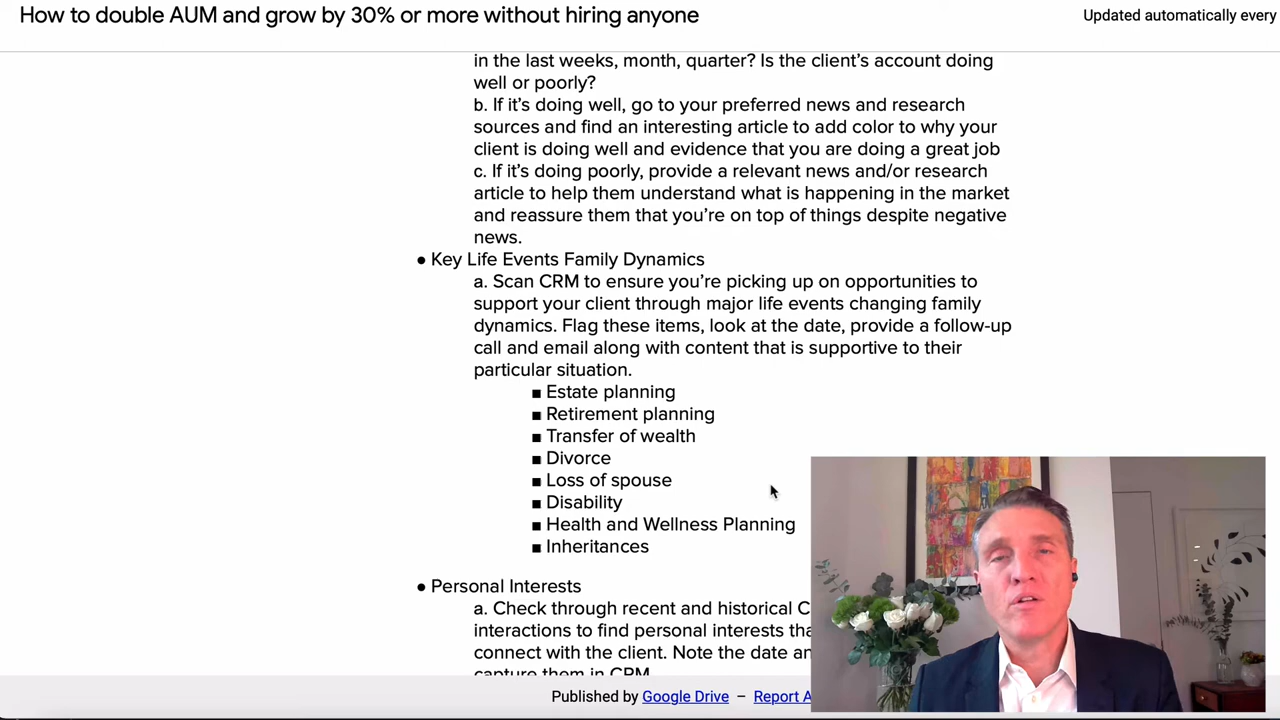 How to double AUM and grow by 30% or more without hiring anyone
Updated automatically every
in the last weeks, month, quarter? Is the client's account doing
well or poorly?
b. If it's doing well, go to your preferred news and research
sources and find an interesting article to add color to why your
client is doing well and evidence that you are doing a great job
c. If it's doing poorly, provide a relevant news and/or research
article to help them understand what is happening in the market
and reassure them that you're on top of things despite negative
news.
● Key Life Events Family Dynamics
a. Scan CRM to ensure you're picking up on opportunities to
support your client through major life events changing family
dynamics. Flag these items, look at the date, provide a follow-up
call and email along with content that is supportive to their
particular situation.
■ Estate planning
■ Retirement planning
■ Transfer of wealth
■ Divorce
■ Loss of spouse
■ Disability
■ Health and Wellness Planning
■ Inheritances
● Personal Interests
a. Check through recent and historical C
interactions to find personal interests tha
connect with the client. Note the date an
capture them in CRM
Published by Google Drive – Report A